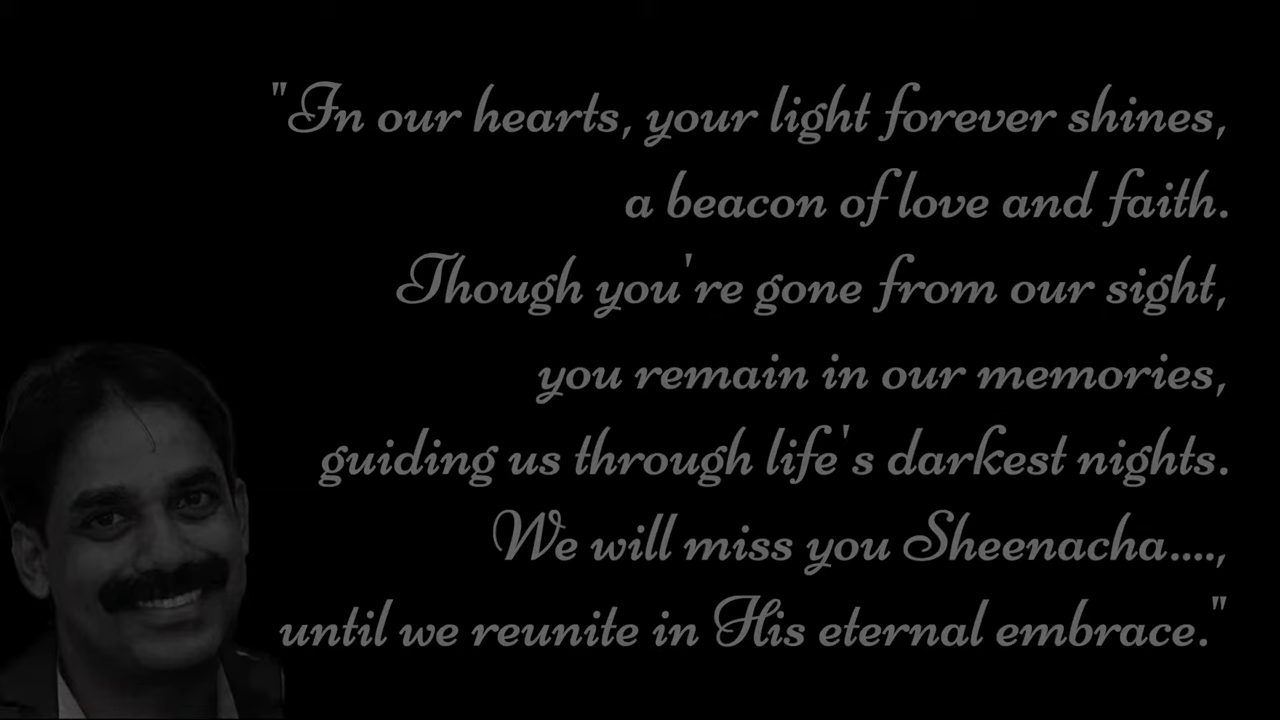 "In our hearts, your light forever shines,
a beacon of love and faith.
Though you're gone from our sight,
you remain in our memories,
guiding us through life's darkest nights.
We will miss you Sheenacha....,
until we reunite in His eternal embrace."